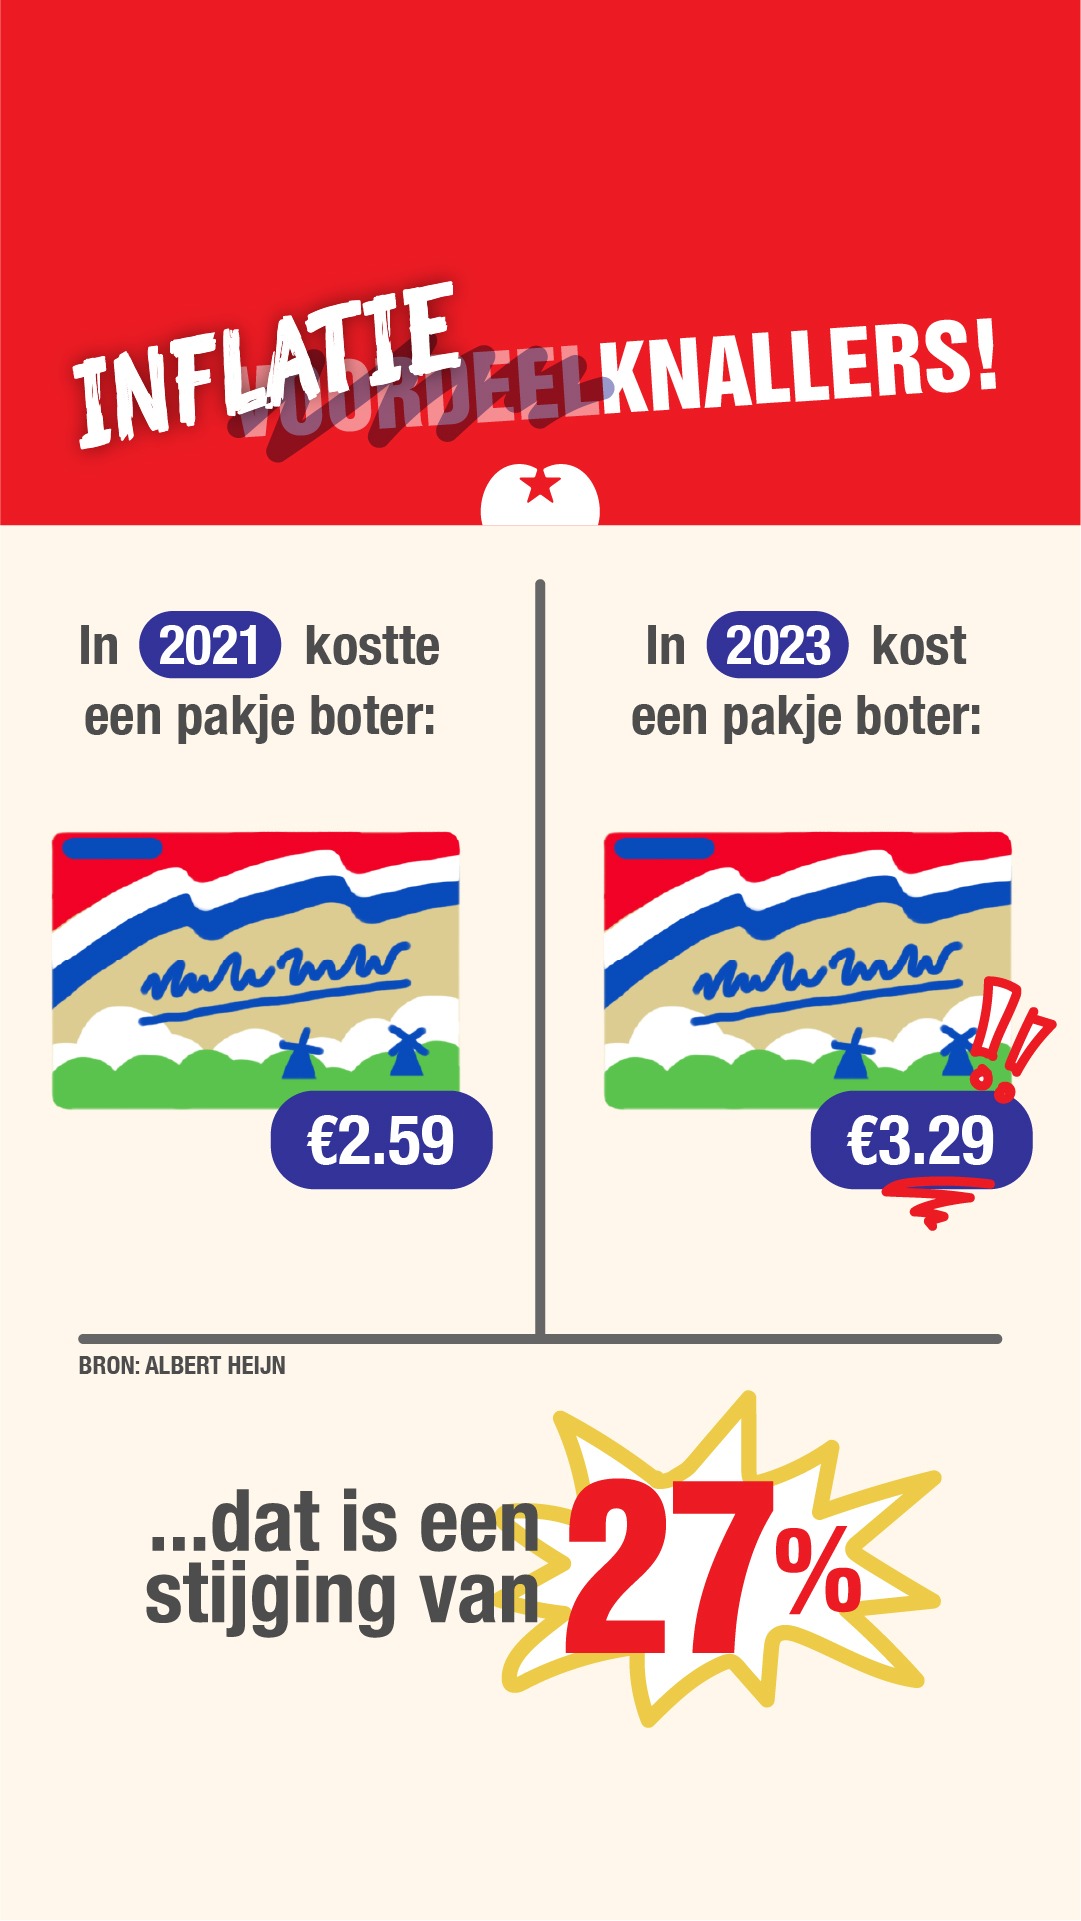 INFLATIE VOORDEELKNALLERS!
In 2021 kostte
een pakje boter:
€2.59
In 2023 kost
een pakje boter:
€3.29
BRON: ALBERT HEIJN
...dat is een
stijging van
27%